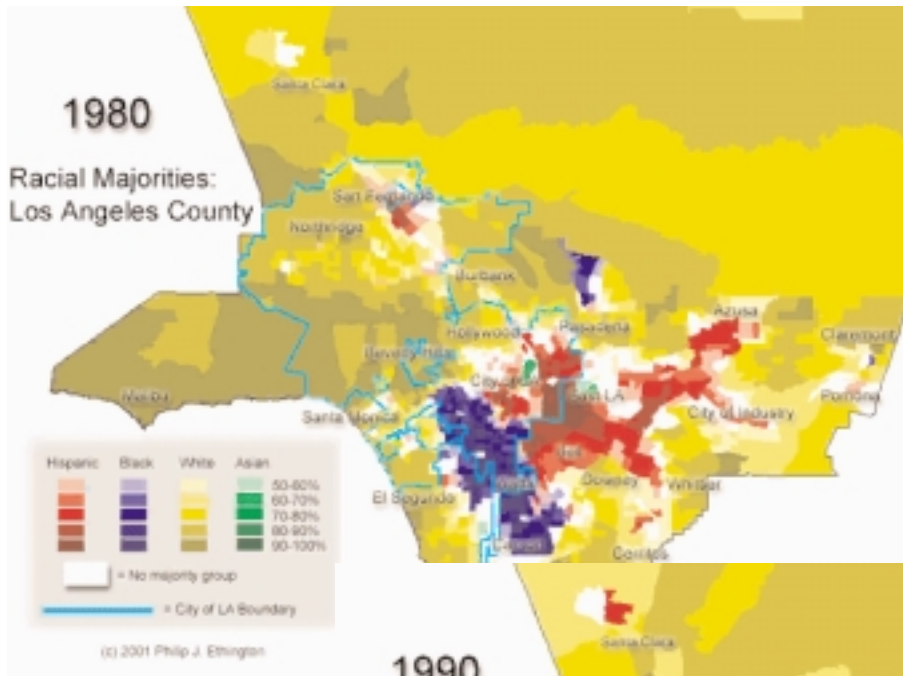 1980
Racial Majorities:
Los Angeles County
Santa Clara
San Fernando
Northridge
Burbank
Hollywood
Pasadena
Azusa
Claremont
Beverly Hills
City of LA
East LA
Malibu
Santa Monica
City of Industry
Pomona
El Segundo
Downey
Whittier
Cerritos
Hispanic Black White Asian
50-60%
60-70%
70-80%
80-90%
90-100%
= No majority group
= City of LA Boundary
(c) 2001 Philip J. Ethington
1990
Santa Clara